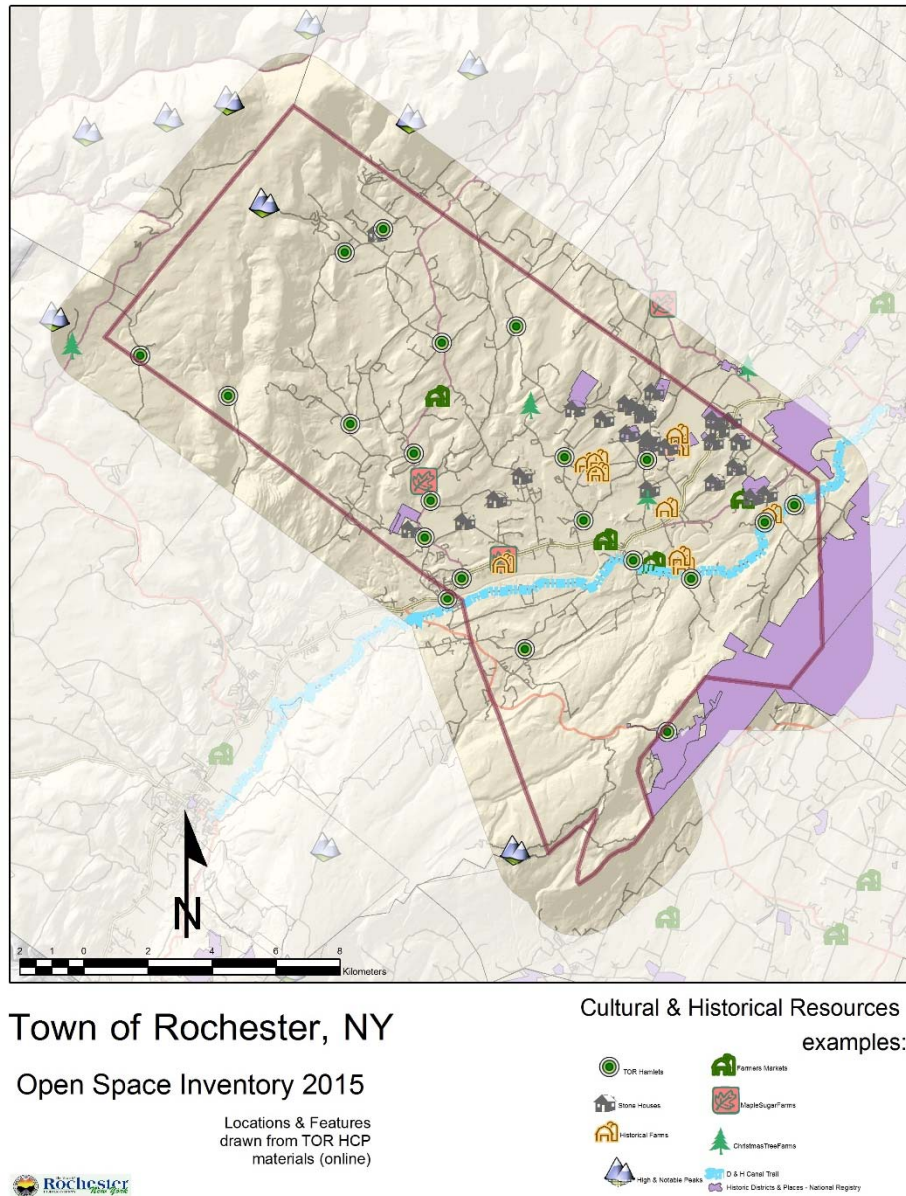 N
2 1 0 2 4 6 8
Kilometers
Town of Rochester, NY
Open Space Inventory 2015
Locations & Features
drawn from TOR HCP
materials (online)
Rochester
New York
Cultural & Historical Resources
examples:
TOR Hamlets
Farmers Markets
Stone Houses
MapleSugarFarms
Historical Farms
ChristmasTreeFarms
High & Notable Peaks
D & H Canal Trail
Historic Districts & Places - National Registry